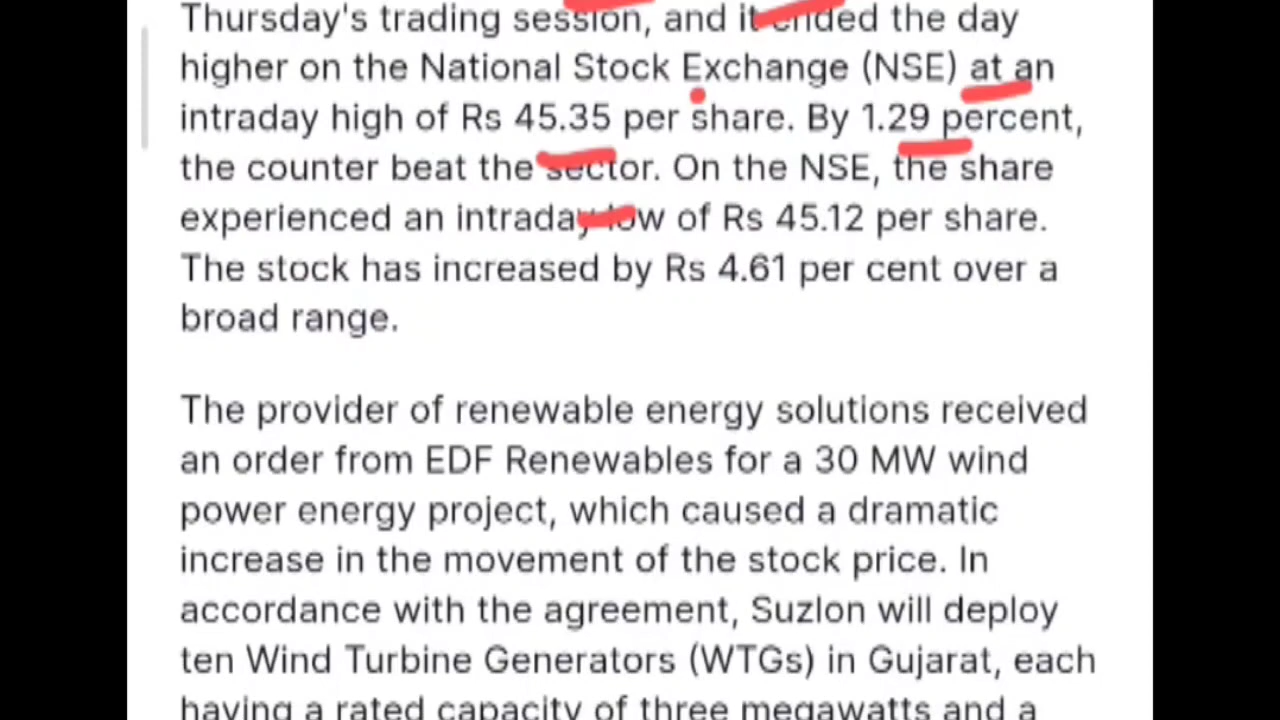 Thursday's trading session, and it ended the day
higher on the National Stock Exchange (NSE) at an
intraday high of Rs 45.35 per share. By 1.29 percent,
the counter beat the sector. On the NSE, the share
experienced an intraday low of Rs 45.12 per share.
The stock has increased by Rs 4.61 per cent over a
broad range.
The provider of renewable energy solutions received
an order from EDF Renewables for a 30 MW wind
power energy project, which caused a dramatic
increase in the movement of the stock price. In
accordance with the agreement, Suzlon will deploy
ten Wind Turbine Generators (WTGs) in Gujarat, each
having a rated capacity of three megawatts and a